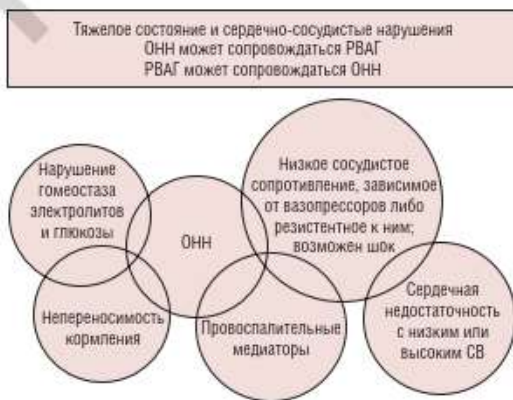 Тяжелое состояние и сердечно-сосудистые нарушения
ОНН может сопровождаться РВАГ
РВАГ может сопровождаться ОНН
Нарушение
гомеостаза
электролитов
и глюкозы
ОНН
Низкое сосудистое
сопротивление, зависимое
от вазопрессоров либо
резистентное к ним;
возможен шок
Непереносимость
кормления
Провоспалительные
медиаторы
Сердечная
недостаточность
с низким или
высоким СВ